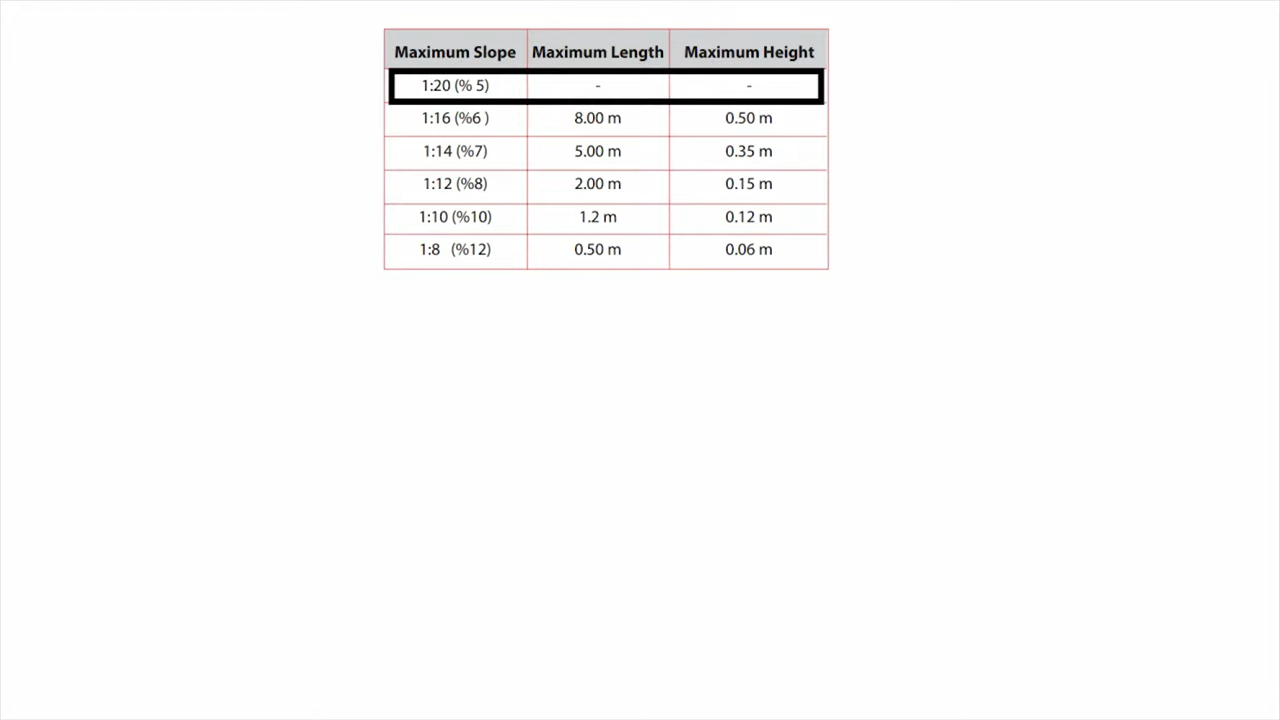 Maximum Slope Maximum Length Maximum Height
1:20 (% 5) - -
1:16 (%6 ) 8.00 m 0.50 m
1:14 (%7) 5.00 m 0.35 m
1:12 (%8) 2.00 m 0.15 m
1:10 (%10) 1.2 m 0.12 m
1:8 (%12) 0.50 m 0.06 m